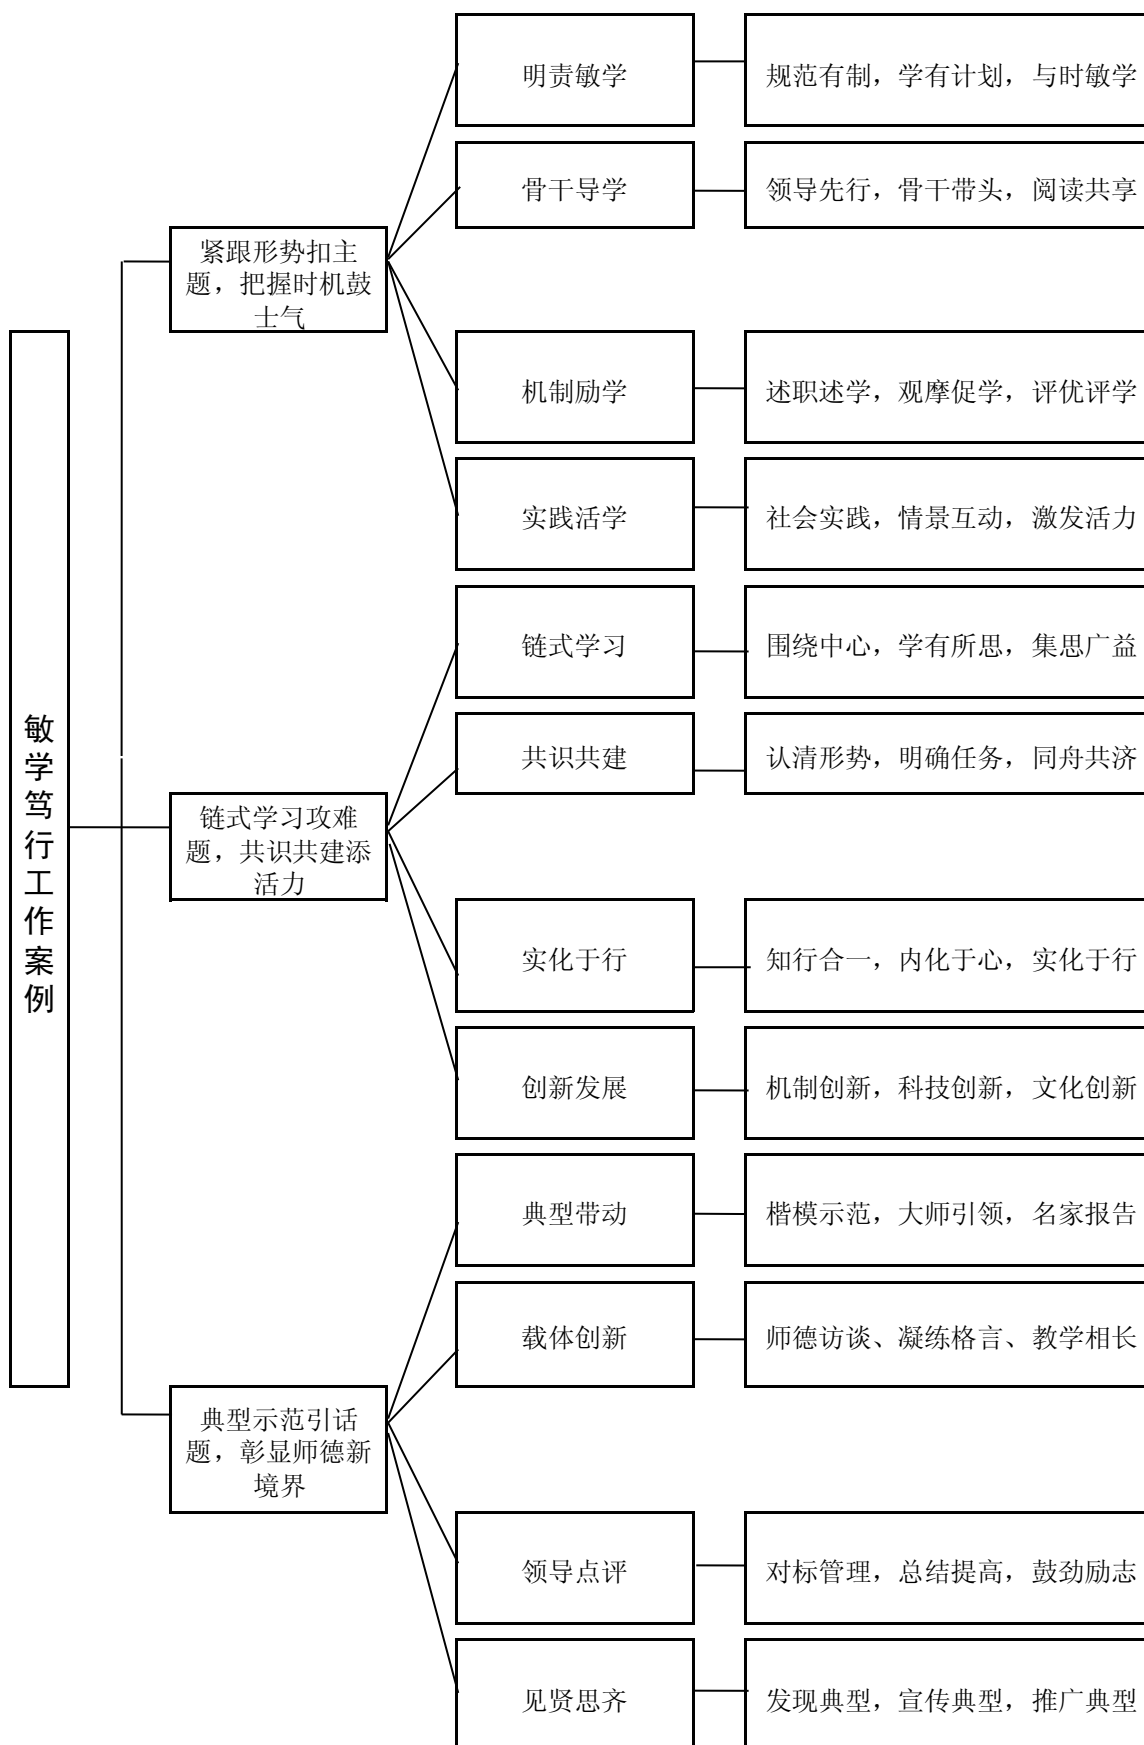 敏学笃行工作案例
紧跟形势扣主
题，把握时机鼓
士气
明责敏学
规范有制，学有计划，与时敏学
骨干导学
领导先行，骨干带头，阅读共享
机制励学
述职述学，观摩促学，评优评学
实践活学
社会实践，情景互动，激发活力
链式学习攻难
题，共识共建添
活力
链式学习
围绕中心，学有所思，集思广益
共识共建
认清形势，明确任务，同舟共济
实化于行
知行合一，内化于心，实化于行
创新发展
机制创新，科技创新，文化创新
典型示范引话
题，彰显师德新
境界
典型带动
楷模示范，大师引领，名家报告
载体创新
师德访谈、凝练格言、教学相长
领导点评
对标管理，总结提高，鼓劲励志
见贤思齐
发现典型，宣传典型，推广典型